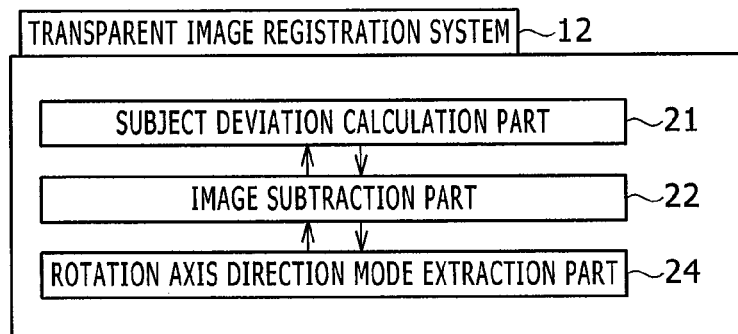 TRANSPARENT IMAGE REGISTRATION SYSTEM 12
SUBJECT DEVIATION CALCULATION PART 21
IMAGE SUBTRACTION PART 22
ROTATION AXIS DIRECTION MODE EXTRACTION PART 24